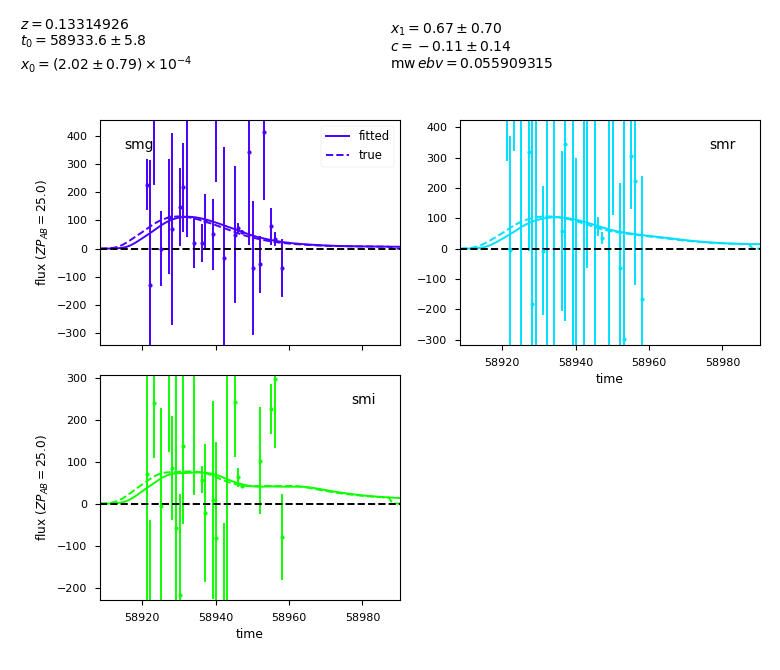 z = 0.13314926
t₀ = 58933.6 ± 5.8
x₀ = (2.02 ± 0.79) × 10⁻⁴
x₁ = 0.67 ± 0.70
c = −0.11 ± 0.14
mw ebv = 0.055909315
smg
fitted
true
400
300
200
100
0
−100
−200
−300
flux (ZP_AB = 25.0)
smr
400
300
200
100
0
−100
−200
−300
58920 58940 58960 58980
time
smi
300
200
100
0
−100
−200
flux (ZP_AB = 25.0)
58920 58940 58960 58980
time